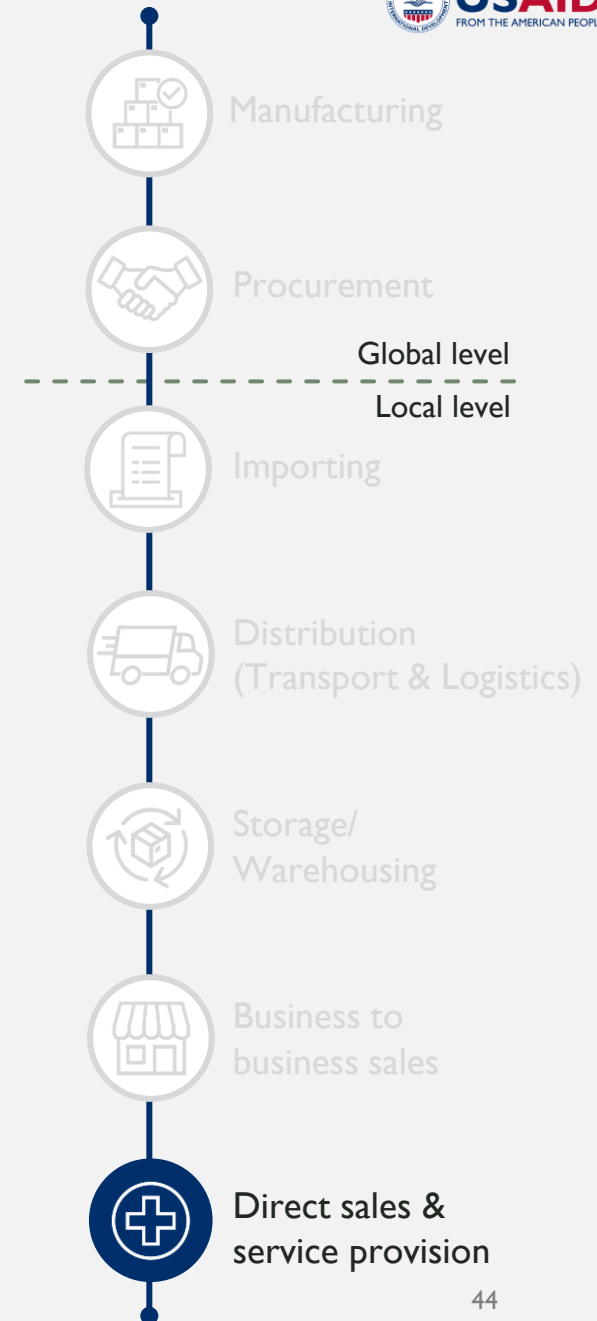 USAID
FROM THE AMERICAN PEOPL
Manufacturing
Procurement
Global level
Local level
Importing
Distribution
(Transport & Logistics)
Storage/
Warehousing
Business to
business sales
Direct sales &
service provision
44